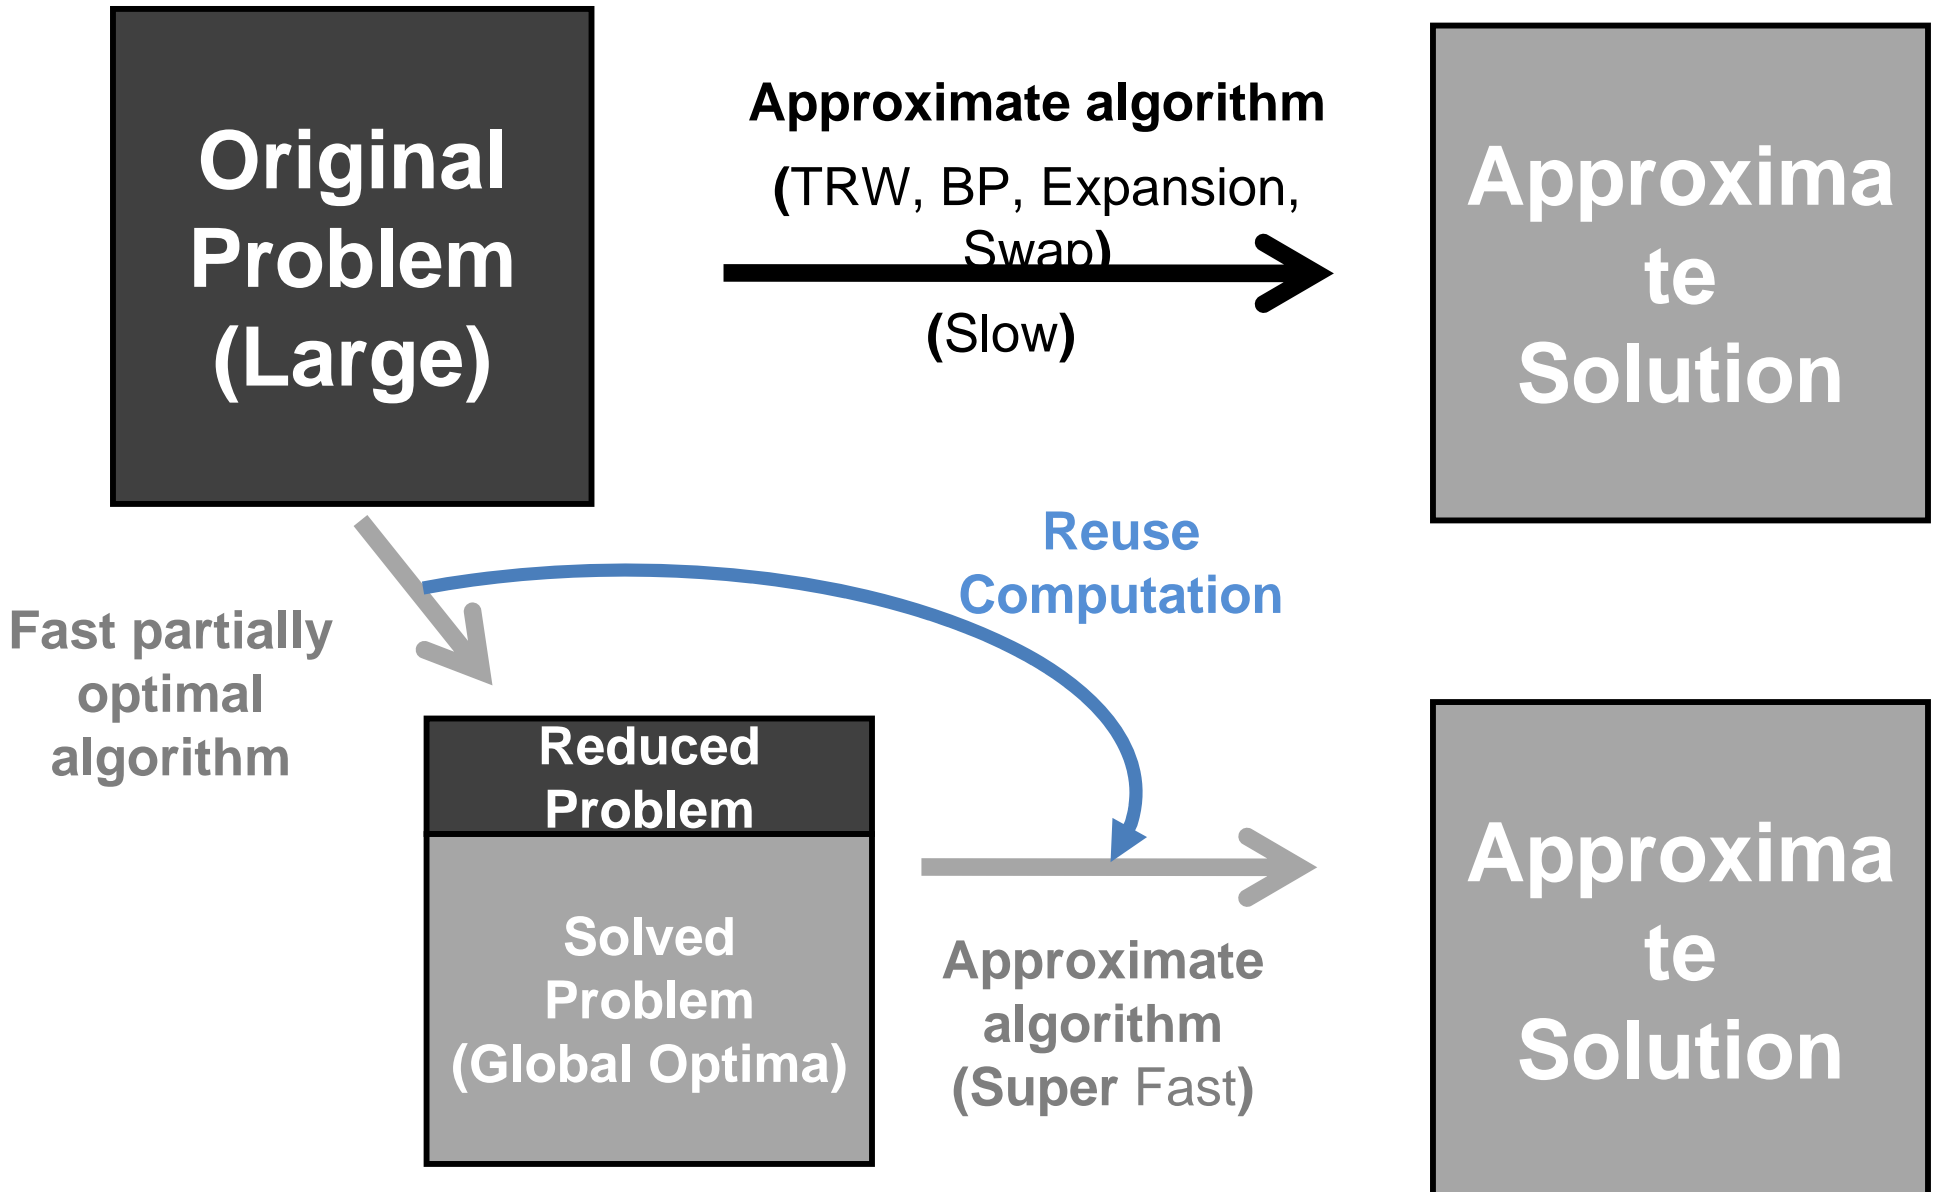 Original
Problem
(Large)
Approximate algorithm
(TRW, BP, Expansion,
Swap)
(Slow)
Approxima
te
Solution
Reuse
Computation
Fast partially
optimal
algorithm
Reduced
Problem
Solved
Problem
(Global Optima)
Approximate
algorithm
(Super Fast)
Approxima
te
Solution